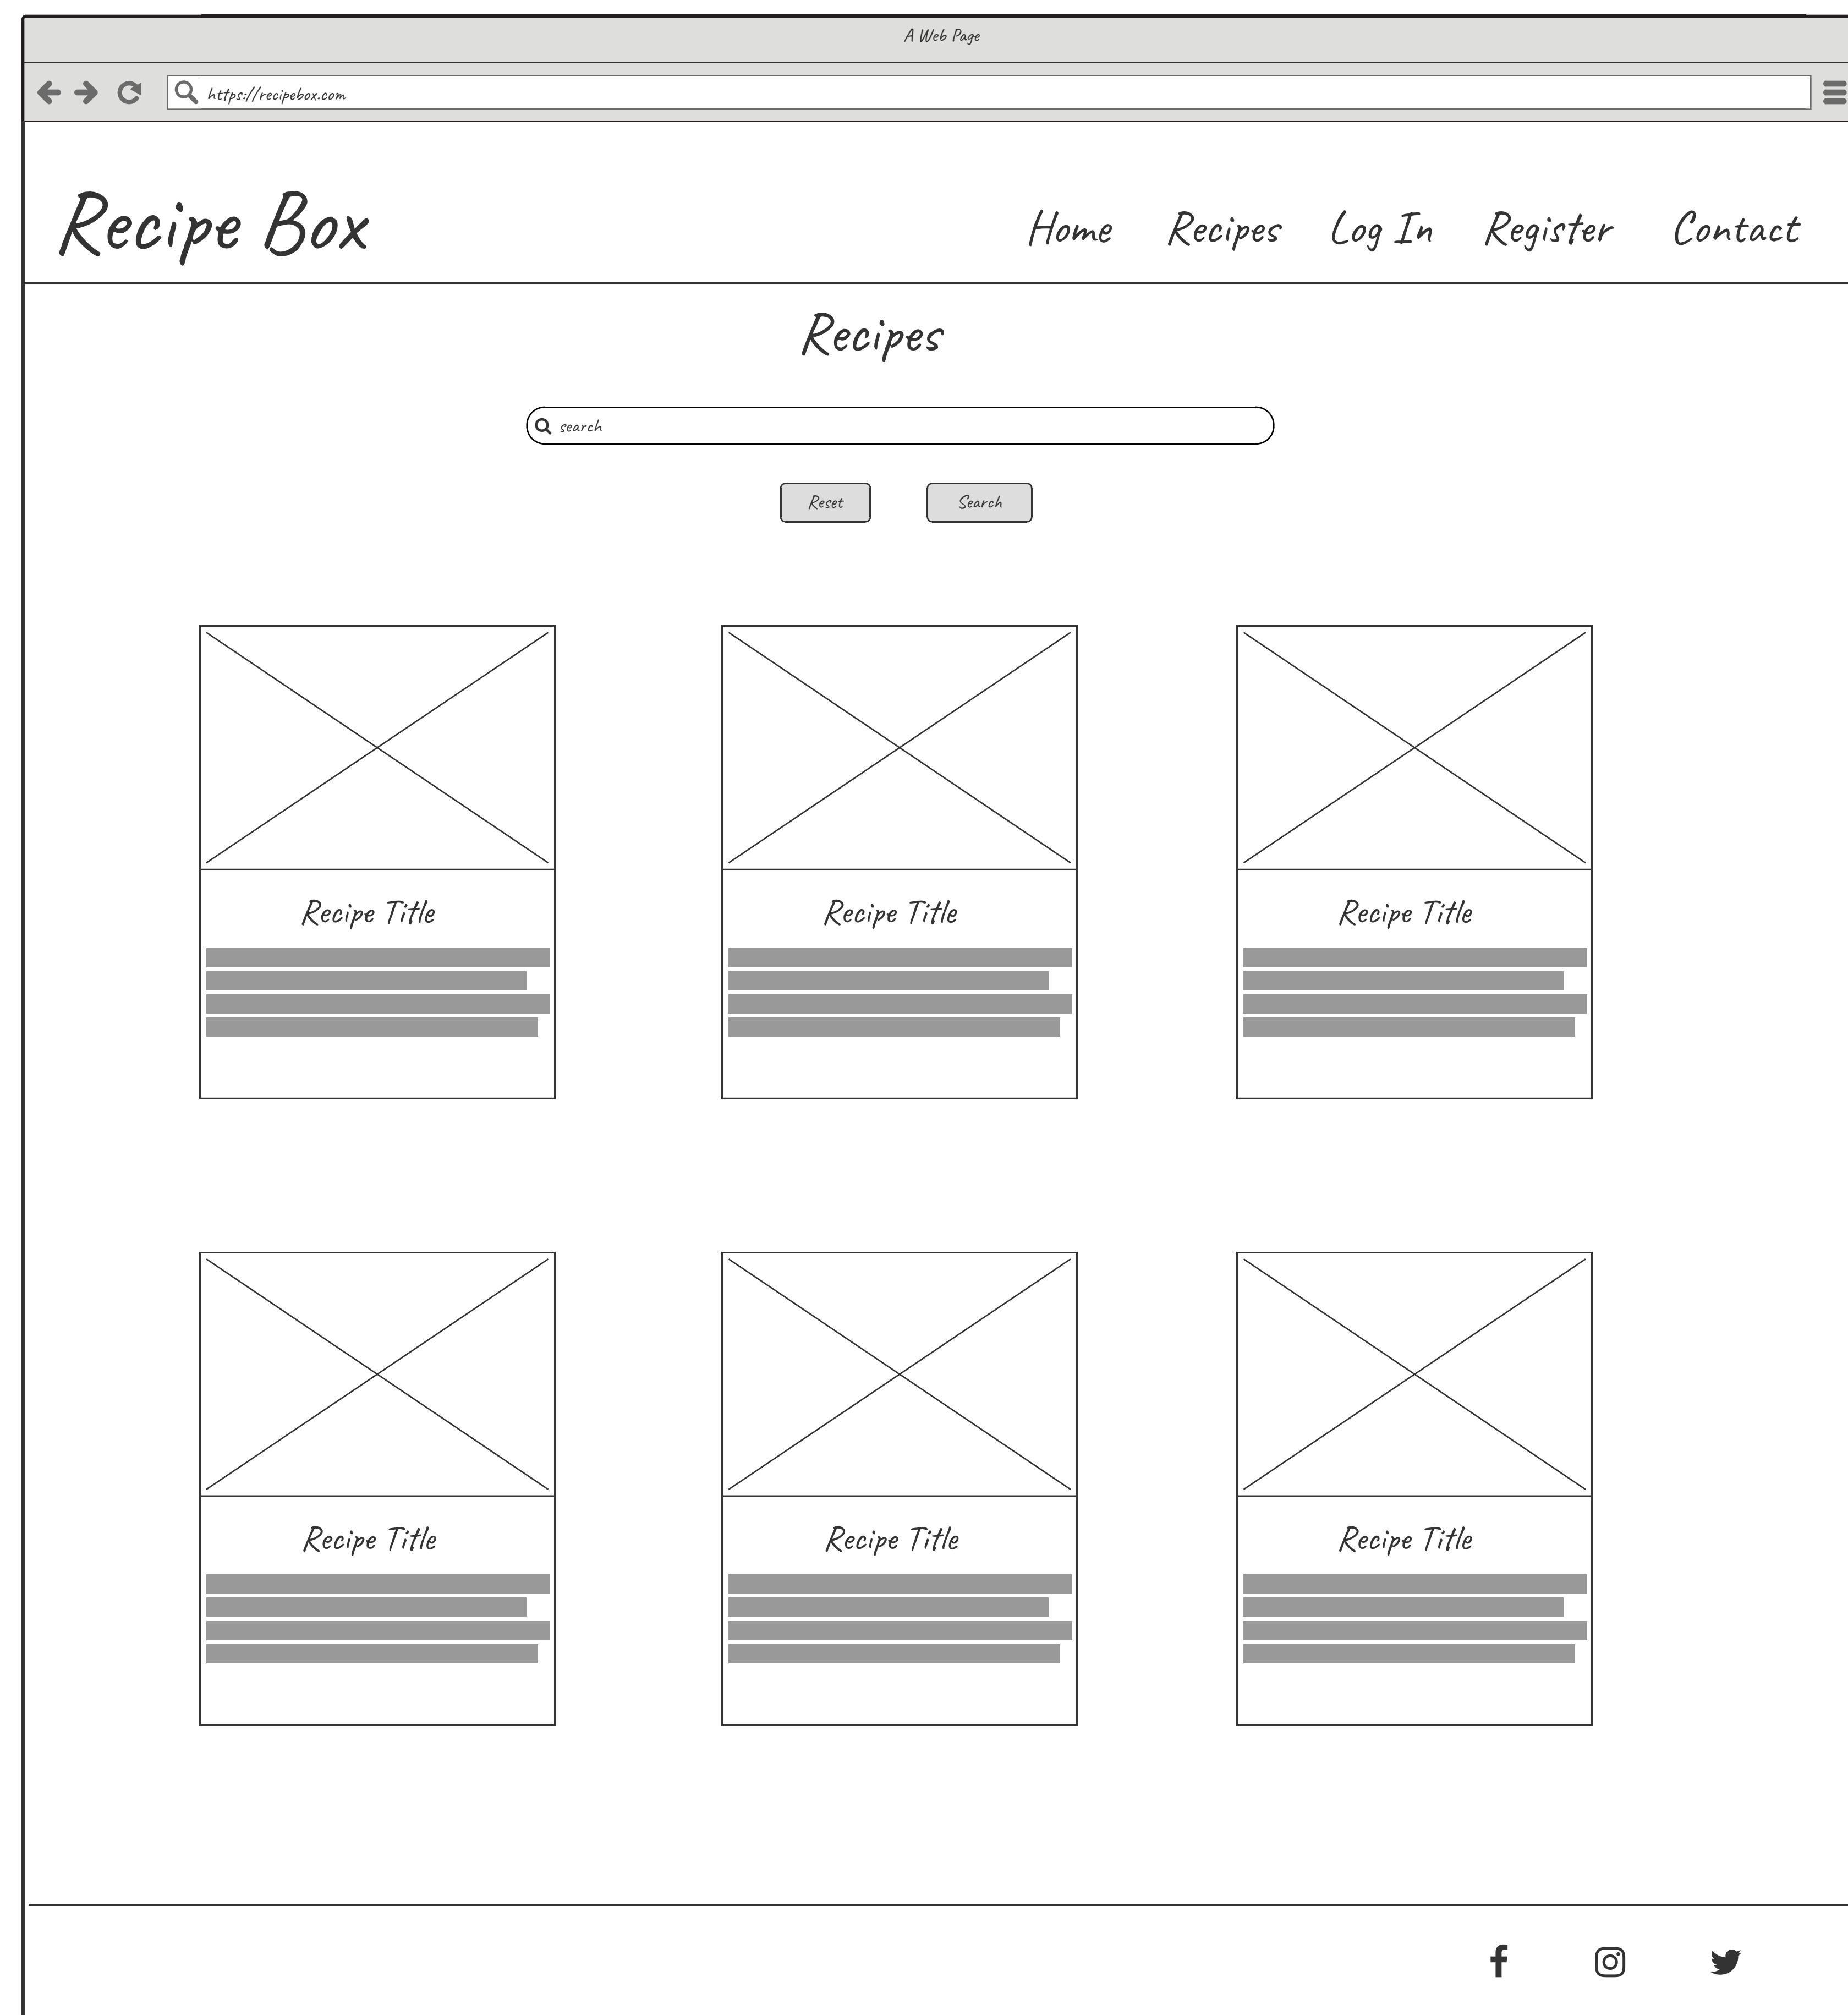 A Web Page
https://recipebox.com
Recipe Box
Home Recipes Log In Register Contact
Recipes
search
Reset Search
Recipe Title Recipe Title Recipe Title
Recipe Title Recipe Title Recipe Title